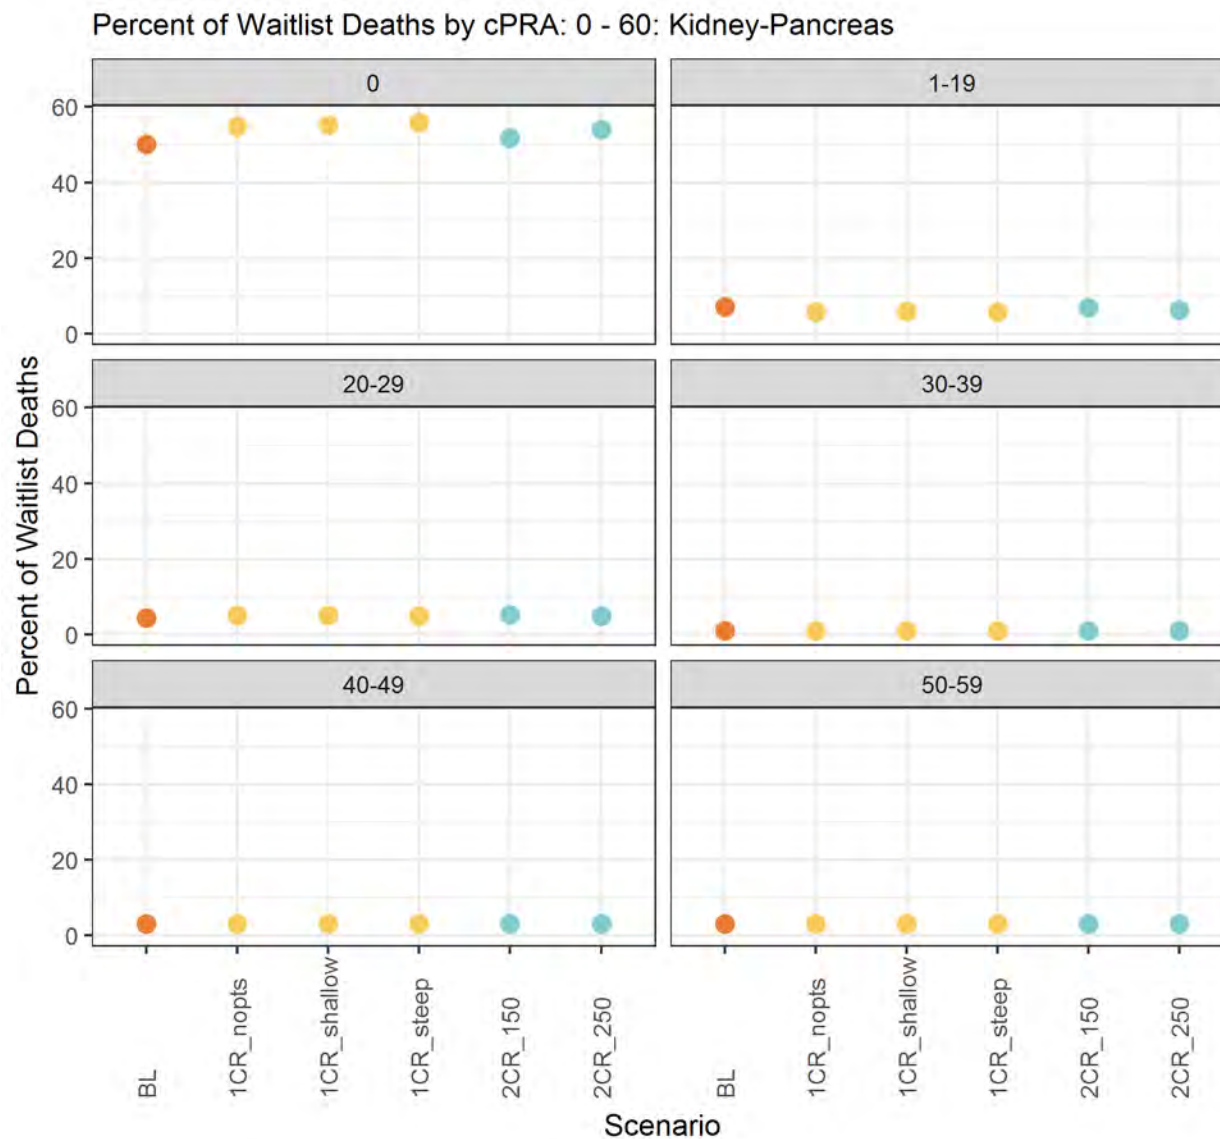 Percent of Waitlist Deaths by cPRA: 0 - 60: Kidney-Pancreas
0
1-19
60
40
20
0
20-29
30-39
60
40
20
0
40-49
50-59
60
40
20
0
Percent of Waitlist Deaths
BL
1CR_nopts
1CR_shallow
1CR_steep
2CR_150
2CR_250
BL
1CR_nopts
1CR_shallow
1CR_steep
2CR_150
2CR_250
Scenario